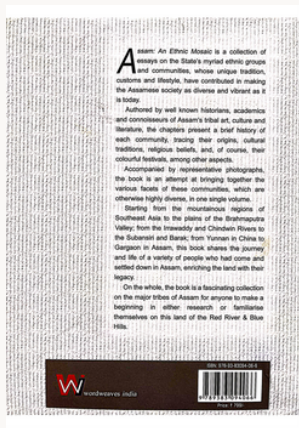 Assam: An Ethnic Mosaic is a collection of
essays on the State's myriad ethnic groups
and communities, whose unique tradition,
customs and lifestyle, have contributed in making
the Assamese society as diverse and vibrant as it
is today.
Authored by well known historians, academics
and connoisseurs of Assam's tribal art, culture and
literature, the chapters present a brief history of
each community, tracing their origins, cultural
traditions, religious beliefs, and, of course, their
colourful festivals, among other aspects.
Accompanied by representative photographs,
the book is an attempt at bringing together the
various facets of these communities, which are
otherwise highly diverse, in one single volume.
Starting from the mountainous regions of
Southeast Asia to the plains of the Brahmaputra
Valley; from the Irrawaddy and Chindwin Rivers to
the Subansiri and Barak; from Yunnan in China to
Gargaon in Assam, this book shares the journey
and life of a variety of people who had come and
settled down in Assam, enriching the land with their
legacy.
On the whole, the book is a fascinating collection
on the major tribes of Assam for anyone to make a
beginning in either research or familiarise
themselves on this land of the Red River & Blue
Hills.
W
wordweaves india